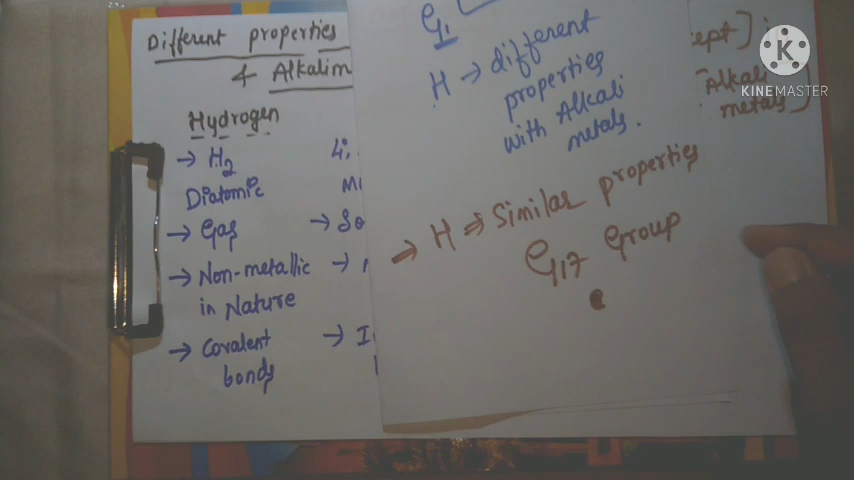 Different properties
& Alkalim
Hydrogen
→ H2
Diatomic
→ Gas
→ Non-metallic
in Nature
→ Covalent
bonds
Li,
M
→ So
→
→ I
G1
H → different
properties
with Alkali
metals.
→ H ⇒ Similar properties
G17 Group
ept] :
Alkali
metals]
KINEMASTER